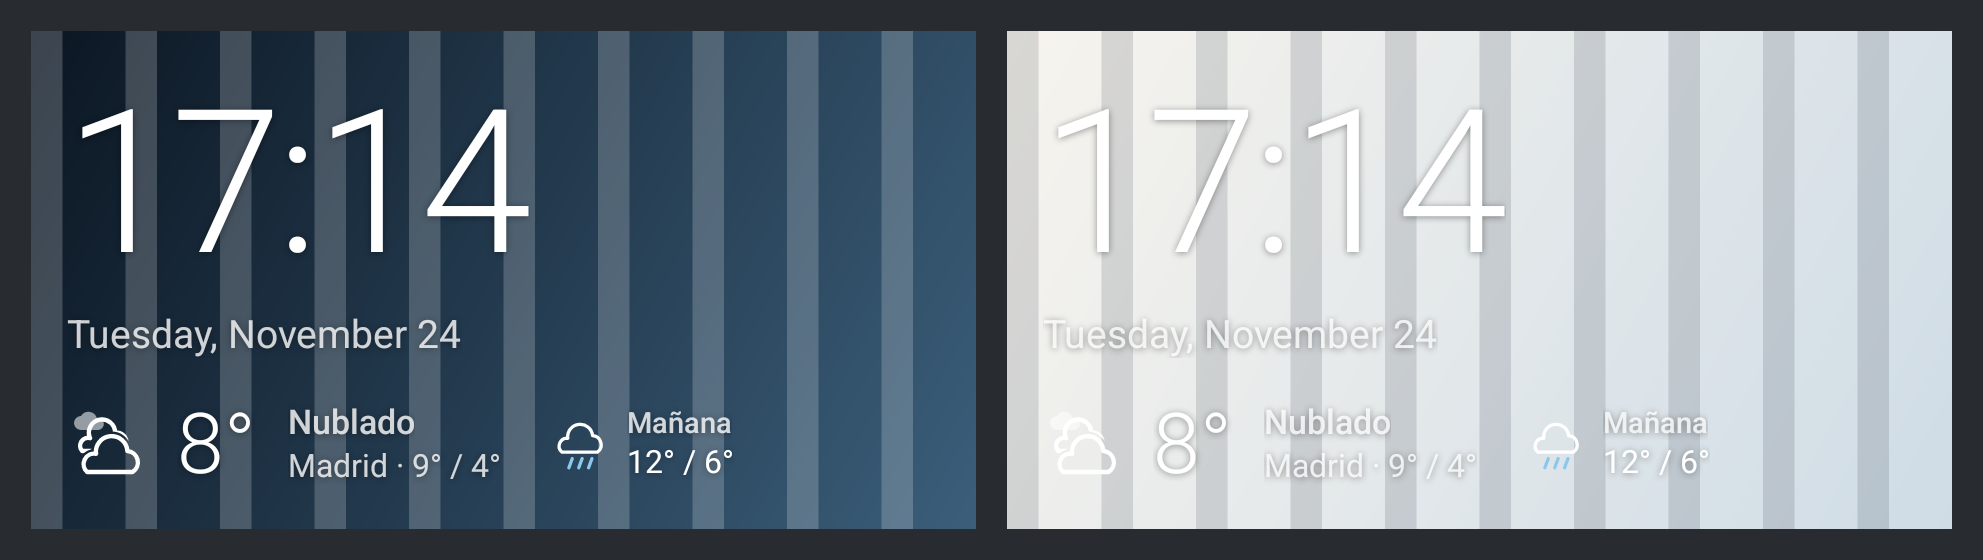 17:14
Tuesday, November 24
8° Nublado
Madrid · 9° / 4°
Mañana
12° / 6°
17:14
Tuesday, November 24
8° Nublado
Madrid · 9° / 4°
Mañana
12° / 6°